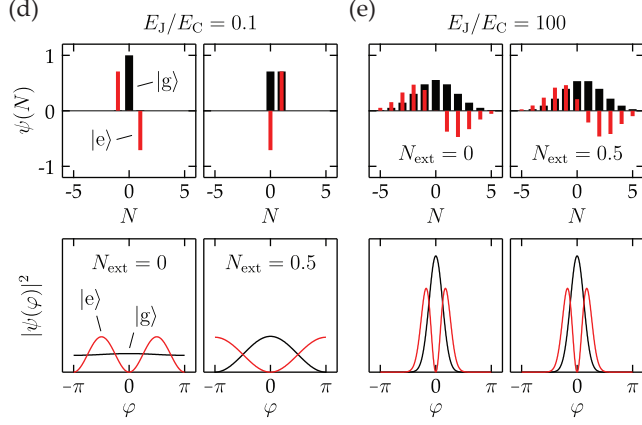 (d) E_J/E_C = 0.1
(e) E_J/E_C = 100
ψ(N)
1
0
-1
|g⟩
|e⟩
N_ext = 0
N_ext = 0.5
-5 0 5
-5 0 5
-5 0 5
-5 0 5
N
N
N
N
|ψ(φ)|²
N_ext = 0
N_ext = 0.5
|e⟩
|g⟩
-π 0 π
-π 0 π
-π 0 π
-π 0 π
φ
φ
φ
φ